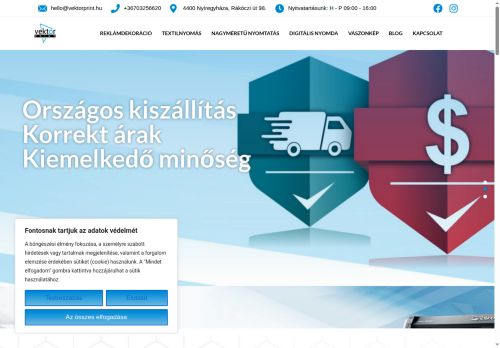 hello@vektorprint.hu
+36703256620
4400 Nyíregyháza, Rákóczi út 98.
Nyitvatartásunk: H - P 09:00 - 16:00
vektor
REKLÁMDEKORÁCIÓ
TEXTILNYOMÁS
NAGYMÉRETŰ NYOMTATÁS
DIGITÁLIS NYOMDA
VÁSZONKÉP
BLOG
KAPCSOLAT
Országos kiszállítás
Korrekt árak
Kiemelkedő minőség
$
Fontosnak tartjuk az adatok védelmét
A böngészési élmény fokozása, a személyre szabott
hirdetések vagy tartalmak megjelenítése, valamint a forgalom
elemzése érdekében sütiket (cookie) használunk. A "Mindet
elfogadom" gombra kattintva hozzájárulhat a sütik
használatához.
Testreszabás
Elutasít
Az összes elfogadása